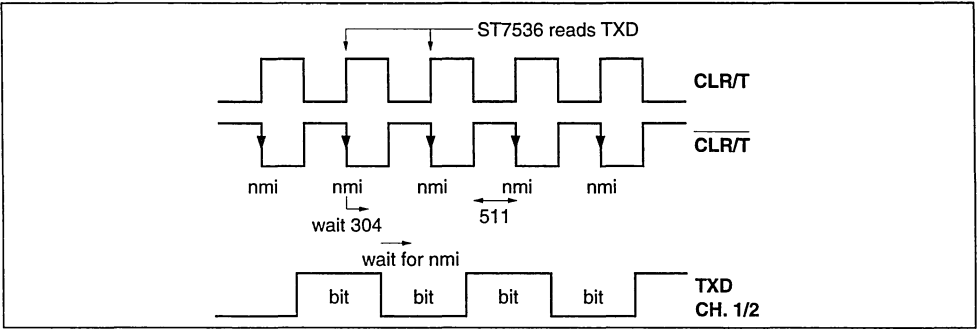 ST7536 reads TXD
CLR/T
CLR/T
nmi nmi nmi nmi nmi
wait 304
511
wait for nmi
bit bit bit bit
TXD
CH. 1/2